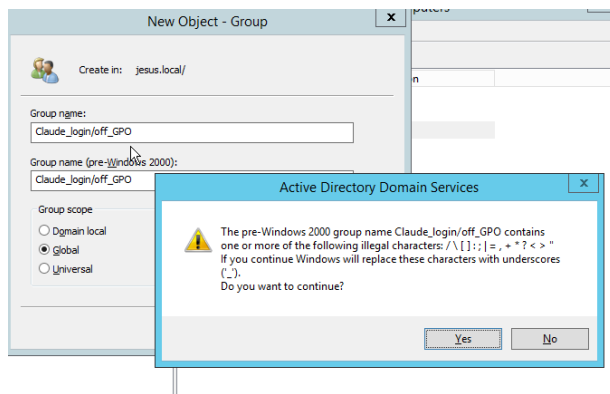 New Object - Group
x
Create in: jesus.local/
Group name:
Claude_login/off_GPO
Group name (pre-Windows 2000):
Claude_login/off_GPO
Group scope
Domain local
Global
Universal
Active Directory Domain Services
x
The pre-Windows 2000 group name Claude_login/off_GPO contains
one or more of the following illegal characters: / \ [ ] : ; | = , + * ? < > "
If you continue Windows will replace these characters with underscores
('_').
Do you want to continue?
Yes
No